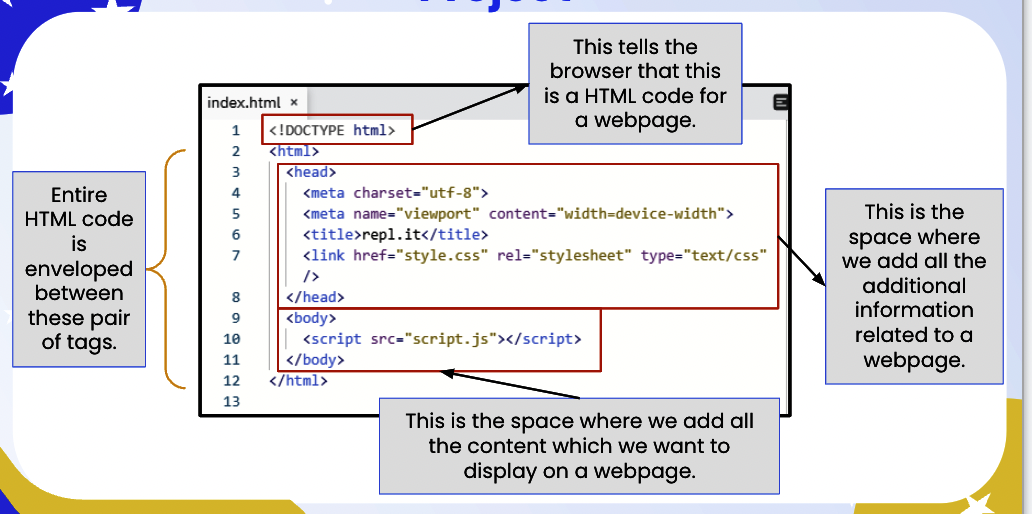 Project
This tells the
browser that this
is a HTML code for
a webpage.
index.html ×
1 <!DOCTYPE html>
2 <html>
3 <head>
4 <meta charset="utf-8">
5 <meta name="viewport" content="width=device-width">
6 <title>repl.it</title>
7 <link href="style.css" rel="stylesheet" type="text/css"
/>
8 </head>
9 <body>
10 <script src="script.js"></script>
11 </body>
12 </html>
13
Entire
HTML code
is
enveloped
between
these pair
of tags.
This is the
space where
we add all the
additional
information
related to a
webpage.
This is the space where we add all
the content which we want to
display on a webpage.